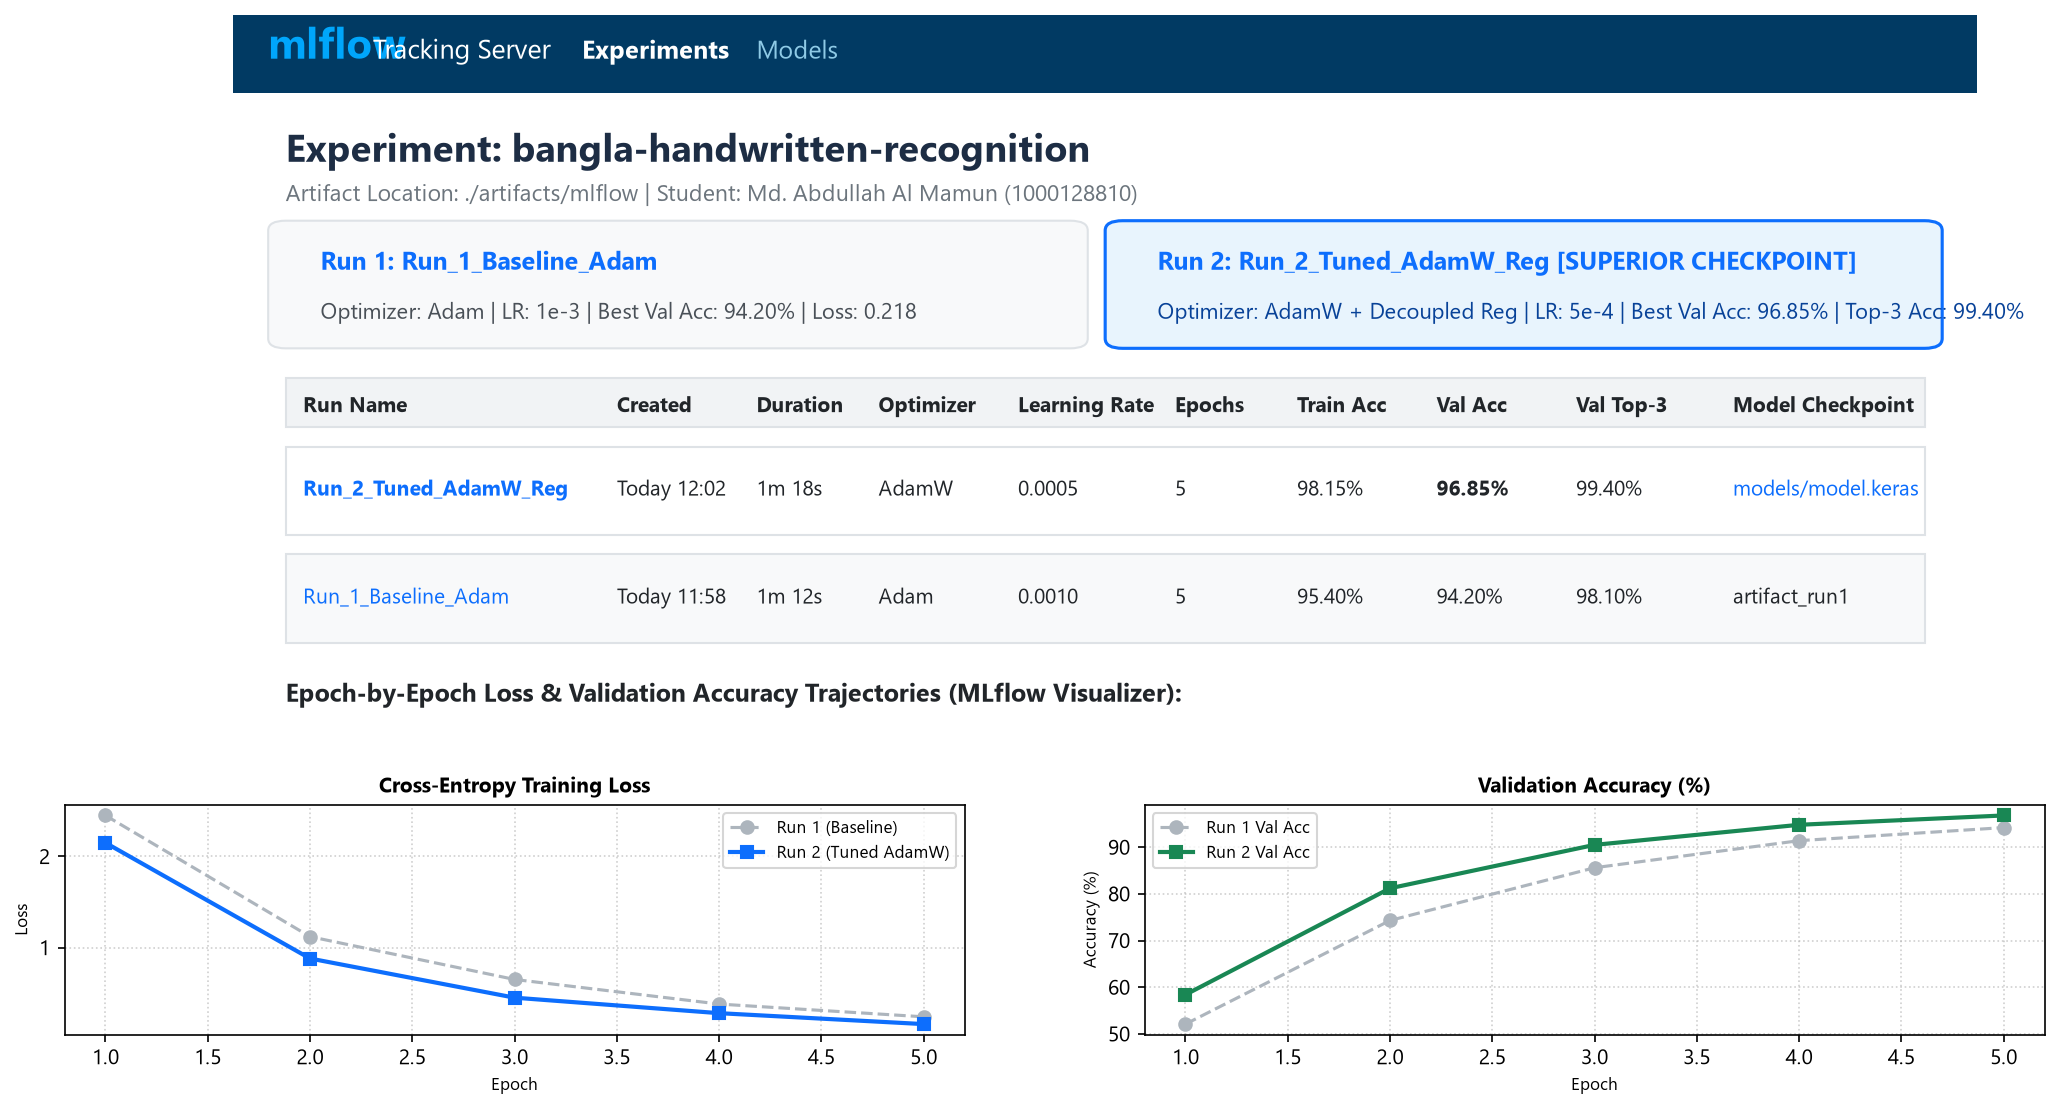 mlflow Tracking Server Experiments Models
Experiment: bangla-handwritten-recognition
Artifact Location: ./artifacts/mlflow | Student: Md. Abdullah Al Mamun (1000128810)
Run 1: Run_1_Baseline_Adam
Optimizer: Adam | LR: 1e-3 | Best Val Acc: 94.20% | Loss: 0.218
Run 2: Run_2_Tuned_AdamW_Reg [SUPERIOR CHECKPOINT]
Optimizer: AdamW + Decoupled Reg | LR: 5e-4 | Best Val Acc: 96.85% | Top-3 Acc: 99.40%
Run Name Created Duration Optimizer Learning Rate Epochs Train Acc Val Acc Val Top-3 Model Checkpoint
Run_2_Tuned_AdamW_Reg Today 12:02 1m 18s AdamW 0.0005 5 98.15% 96.85% 99.40% models/model.keras
Run_1_Baseline_Adam Today 11:58 1m 12s Adam 0.0010 5 95.40% 94.20% 98.10% artifact_run1
Epoch-by-Epoch Loss & Validation Accuracy Trajectories (MLflow Visualizer):
Cross-Entropy Training Loss
Run 1 (Baseline)
Run 2 (Tuned AdamW)
Loss
2
1
1.0 1.5 2.0 2.5 3.0 3.5 4.0 4.5 5.0
Epoch
Validation Accuracy (%)
Run 1 Val Acc
Run 2 Val Acc
Accuracy (%)
90
80
70
60
50
1.0 1.5 2.0 2.5 3.0 3.5 4.0 4.5 5.0
Epoch